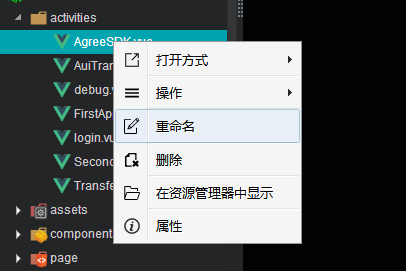 activities
AgreeSDK.vue
AuiTran
debug.v
FirstAp
login.vu
Second
Transfe
assets
component
page
打开方式
操作
重命名
删除
在资源管理器中显示
属性